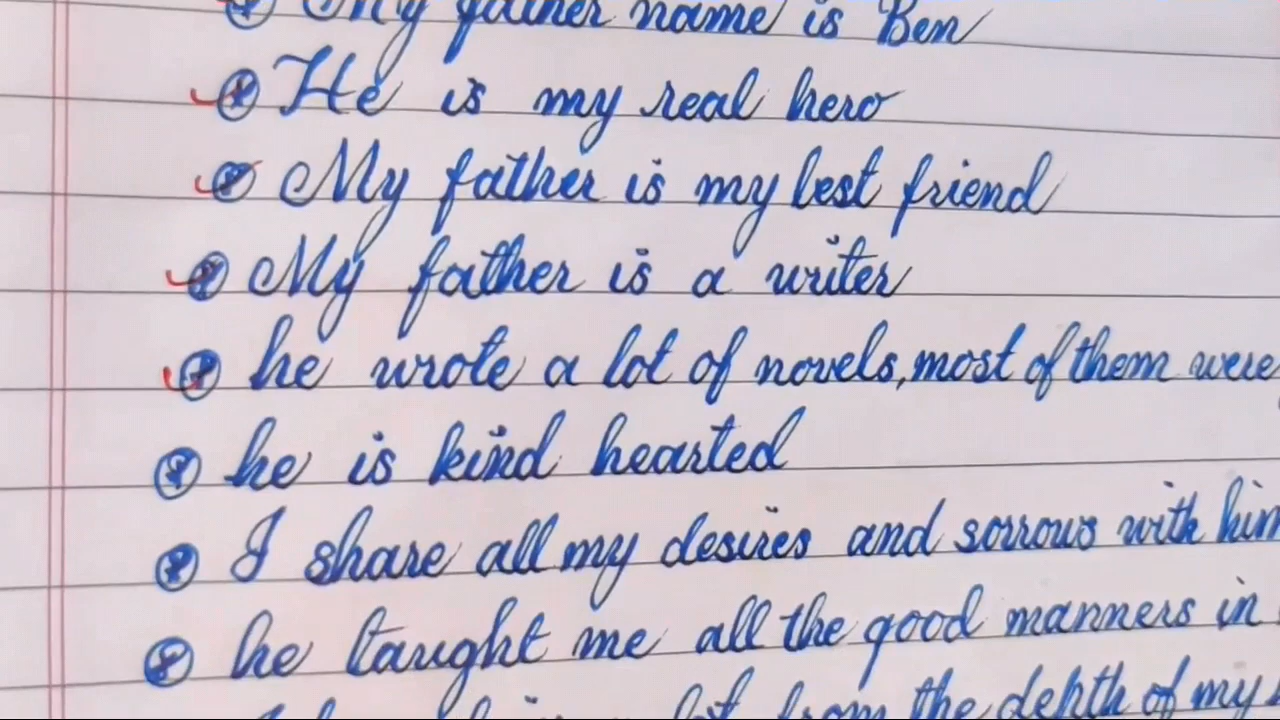 My father name is Ben
He is my real hero
My father is my best friend
My father is a writer
he wrote a lot of novels, most of them were
he is kind hearted
I share all my desires and sorrows with him
he taught me all the good manners in
lot from the depth of my